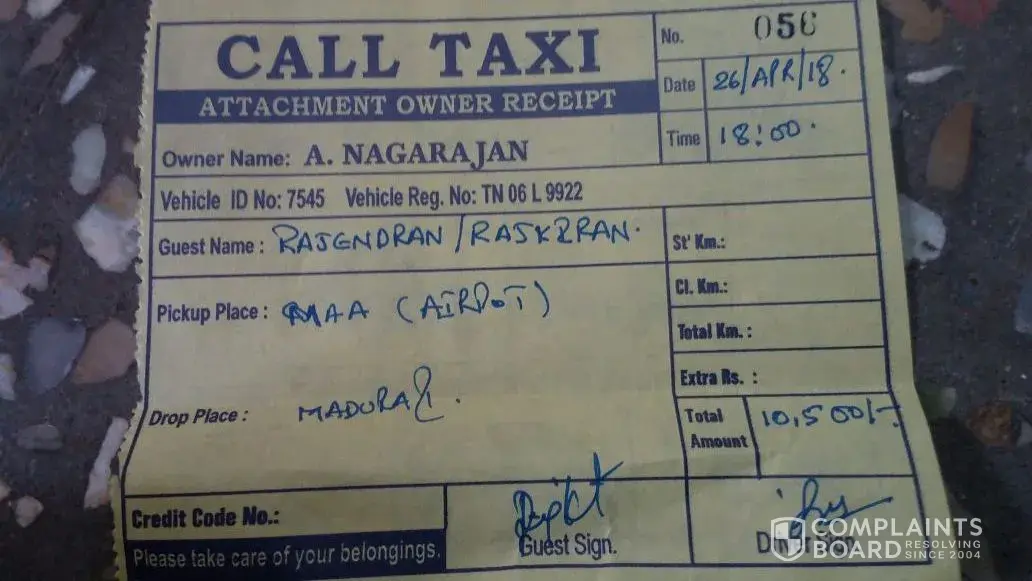 CALL TAXI
ATTACHMENT OWNER RECEIPT
No. 056
Date 26/APR/18.
Time 18:00.
Owner Name: A. NAGARAJAN
Vehicle ID No: 7545 Vehicle Reg. No: TN 06 L 9922
Guest Name : RAJENDRAN /
St' Km.:
Cl. Km.:
Pickup Place : MAA (AIRPOT)
Total Km. :
Extra Rs. :
Drop Place : MADURAI.
Total Amount 10,500/-
Credit Code No.:
Guest Sign.
Please take care of your belongings.
COMPLAINTS
BOARD RESOLVING SINCE 2004